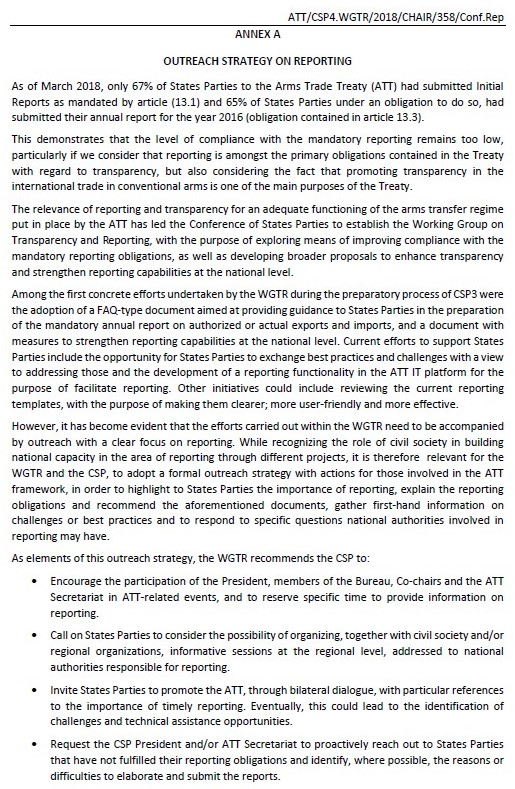 ATT/CSP4.WGTR/2018/CHAIR/358/Conf.Rep
ANNEX A
OUTREACH STRATEGY ON REPORTING
As of March 2018, only 67% of States Parties to the Arms Trade Treaty (ATT) had submitted Initial
Reports as mandated by article (13.1) and 65% of States Parties under an obligation to do so, had
submitted their annual report for the year 2016 (obligation contained in article 13.3).
This demonstrates that the level of compliance with the mandatory reporting remains too low,
particularly if we consider that reporting is amongst the primary obligations contained in the Treaty
with regard to transparency, but also considering the fact that promoting transparency in the
international trade in conventional arms is one of the main purposes of the Treaty.
The relevance of reporting and transparency for an adequate functioning of the arms transfer regime
put in place by the ATT has led the Conference of States Parties to establish the Working Group on
Transparency and Reporting, with the purpose of exploring means of improving compliance with the
mandatory reporting obligations, as well as developing broader proposals to enhance transparency
and strengthen reporting capabilities at the national level.
Among the first concrete efforts undertaken by the WGTR during the preparatory process of CSP3 were
the adoption of a FAQ-type document aimed at providing guidance to States Parties in the preparation
of the mandatory annual report on authorized or actual exports and imports, and a document with
measures to strengthen reporting capabilities at the national level. Current efforts to support States
Parties include the opportunity for States Parties to exchange best practices and challenges with a view
to addressing those and the development of a reporting functionality in the ATT IT platform for the
purpose of facilitate reporting. Other initiatives could include reviewing the current reporting
templates, with the purpose of making them clearer; more user-friendly and more effective.
However, it has become evident that the efforts carried out within the WGTR need to be accompanied
by outreach with a clear focus on reporting. While recognizing the role of civil society in building
national capacity in the area of reporting through different projects, it is therefore relevant for the
WGTR and the CSP, to adopt a formal outreach strategy with actions for those involved in the ATT
framework, in order to highlight to States Parties the importance of reporting, explain the reporting
obligations and recommend the aforementioned documents, gather first-hand information on
challenges or best practices and to respond to specific questions national authorities involved in
reporting may have.
As elements of this outreach strategy, the WGTR recommends the CSP to:
• Encourage the participation of the President, members of the Bureau, Co-chairs and the ATT
Secretariat in ATT-related events, and to reserve specific time to provide information on
reporting.
• Call on States Parties to consider the possibility of organizing, together with civil society and/or
regional organizations, informative sessions at the regional level, addressed to national
authorities responsible for reporting.
• Invite States Parties to promote the ATT, through bilateral dialogue, with particular references
to the importance of timely reporting. Eventually, this could lead to the identification of
challenges and technical assistance opportunities.
• Request the CSP President and/or ATT Secretariat to proactively reach out to States Parties
that have not fulfilled their reporting obligations and identify, where possible, the reasons or
difficulties to elaborate and submit the reports.